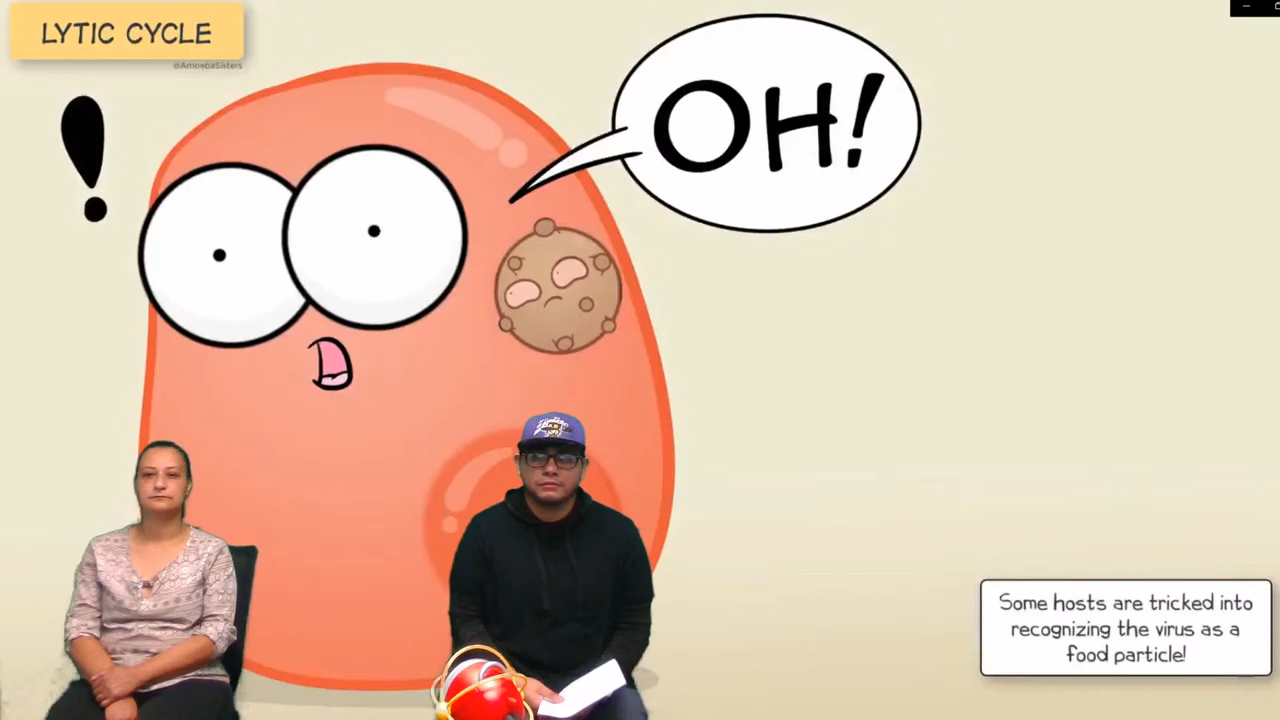 LYTIC CYCLE
@AmoebaSisters
!
OH!
Some hosts are tricked into
recognizing the virus as a
food particle!